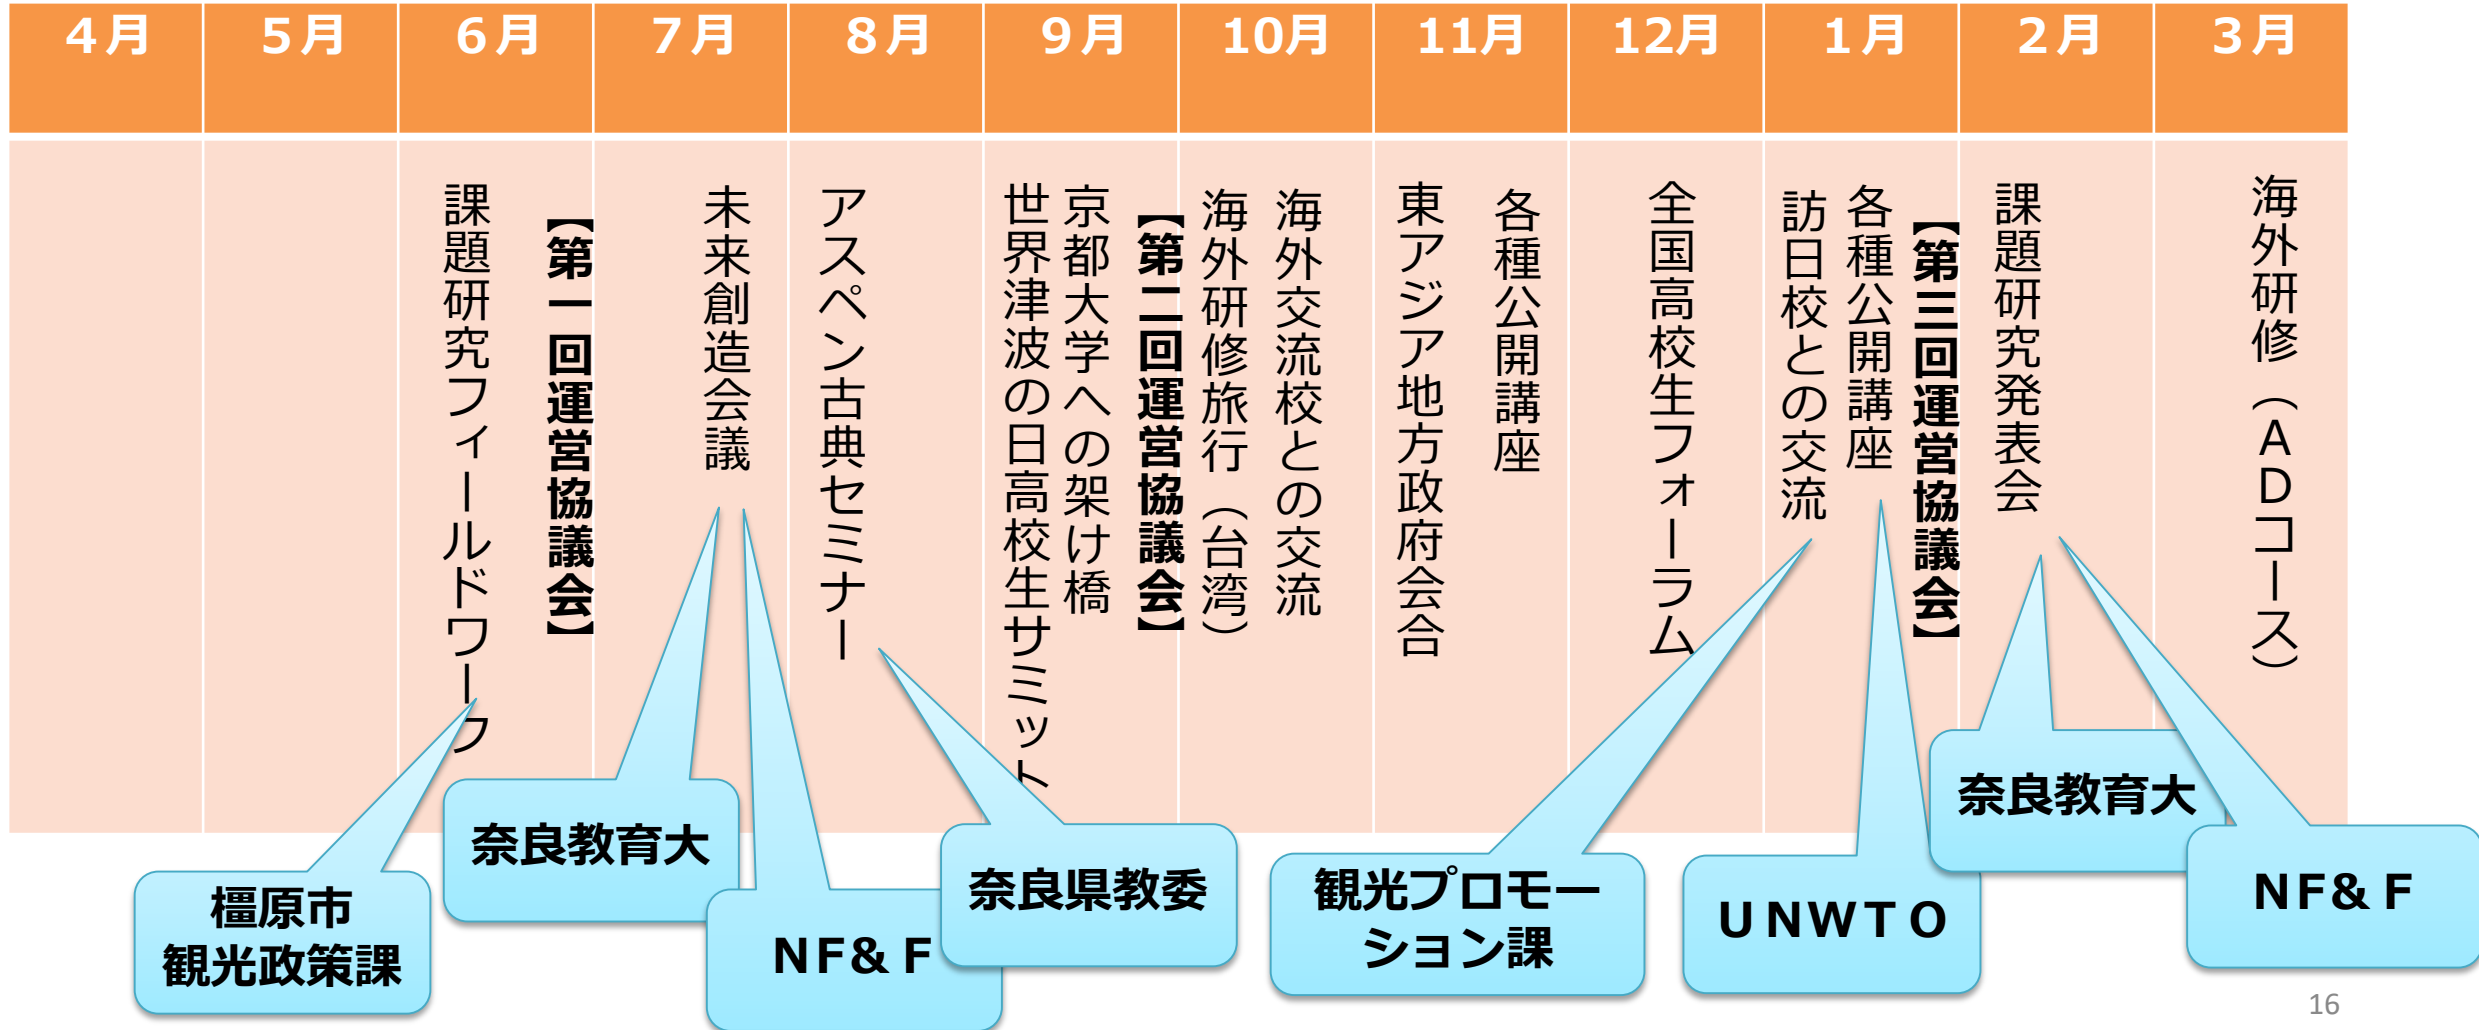 ４月
５月
６月
７月
８月
９月
10月
11月
12月
１月
２月
３月
課題研究フィールドワーク
【第一回運営協議会】
未来創造会議
アスペン古典セミナー
世界津波の日高校生サミット
京都大学への架け橋
【第二回運営協議会】
海外研修旅行（台湾）
海外交流校との交流
東アジア地方政府会合
各種公開講座
全国高校生フォーラム
訪日校との交流
各種公開講座
【第三回運営協議会】
課題研究発表会
海外研修（ＡＤコース）
橿原市
観光政策課
奈良教育大
ＮＦ＆Ｆ
奈良県教委
観光プロモー
ション課
ＵＮＷＴＯ
奈良教育大
ＮＦ＆Ｆ
16